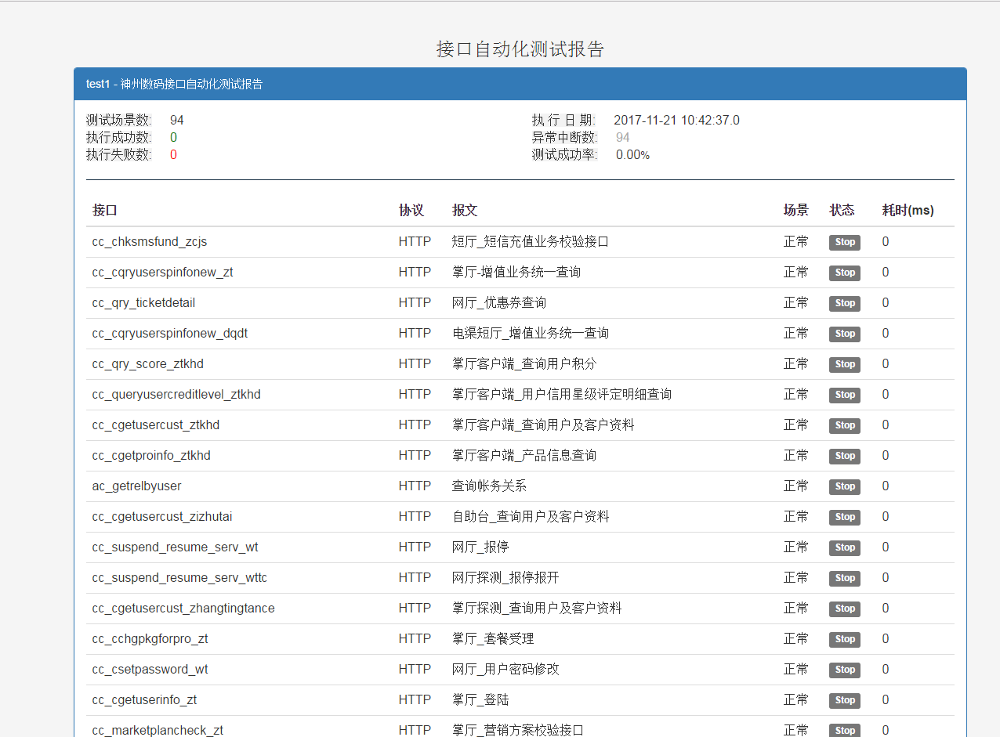 接口自动化测试报告
test1 - 神州数码接口自动化测试报告
测试场景数: 94 执 行 日 期: 2017-11-21 10:42:37.0
执行成功数: 0 异常中断数: 94
执行失败数: 0 测试成功率: 0.00%
接口 协议 报文 场景 状态 耗时(ms)
cc_chksmsfund_zcjs HTTP 短厅_短信充值业务校验接口 正常 Stop 0
cc_cqryuserspinfonew_zt HTTP 掌厅-增值业务统一查询 正常 Stop 0
cc_qry_ticketdetail HTTP 网厅_优惠券查询 正常 Stop 0
cc_cqryuserspinfonew_dqdt HTTP 电渠短厅_增值业务统一查询 正常 Stop 0
cc_qry_score_ztkhd HTTP 掌厅客户端_查询用户积分 正常 Stop 0
cc_queryusercreditlevel_ztkhd HTTP 掌厅客户端_用户信用星级评定明细查询 正常 Stop 0
cc_cgetusercust_ztkhd HTTP 掌厅客户端_查询用户及客户资料 正常 Stop 0
cc_cgetproinfo_ztkhd HTTP 掌厅客户端_产品信息查询 正常 Stop 0
ac_getrelbyuser HTTP 查询帐务关系 正常 Stop 0
cc_cgetusercust_zizhutai HTTP 自助台_查询用户及客户资料 正常 Stop 0
cc_suspend_resume_serv_wt HTTP 网厅_报停 正常 Stop 0
cc_suspend_resume_serv_wttc HTTP 网厅探测_报停报开 正常 Stop 0
cc_cgetusercust_zhangtingtance HTTP 掌厅探测_查询用户及客户资料 正常 Stop 0
cc_cchgpkgforpro_zt HTTP 掌厅_套餐受理 正常 Stop 0
cc_csetpassword_wt HTTP 网厅_用户密码修改 正常 Stop 0
cc_cgetuserinfo_zt HTTP 掌厅_登陆 正常 Stop 0
cc_marketplancheck_zt HTTP 掌厅_营销方案校验接口 正常 Stop 0